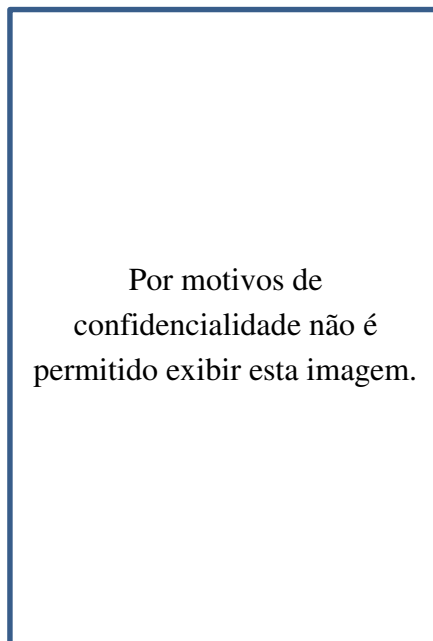 Por motivos de
confidencialidade não é
permitido exibir esta imagem.